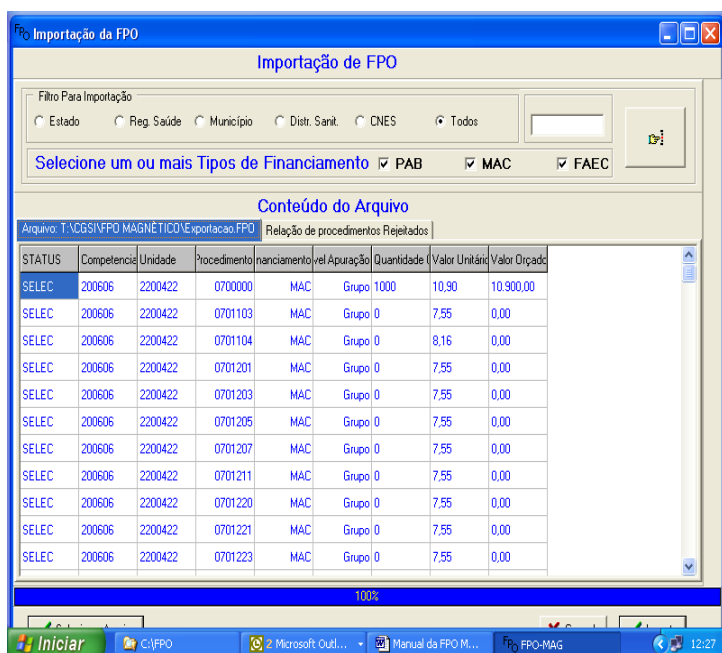 FPO Importação da FPO
Importação de FPO
Filtro Para Importação
Estado Reg. Saúde Município Distr. Sanit. CNES Todos
Selecione um ou mais Tipos de Financiamento PAB MAC FAEC
Conteúdo do Arquivo
Arquivo: T:\CGSI\FPO MAGNÈTICO\Exportacao.FPO Relação de procedimentos Rejeitados
STATUS Competencia Unidade Procedimento nanciamento vel Apuração Quantidade Valor Unitáric Valor Orçado
SELEC 200606 2200422 0700000 MAC Grupo 1000 10,90 10.900,00
SELEC 200606 2200422 0701103 MAC Grupo 0 7,55 0,00
SELEC 200606 2200422 0701104 MAC Grupo 0 8,16 0,00
SELEC 200606 2200422 0701201 MAC Grupo 0 7,55 0,00
SELEC 200606 2200422 0701203 MAC Grupo 0 7,55 0,00
SELEC 200606 2200422 0701205 MAC Grupo 0 7,55 0,00
SELEC 200606 2200422 0701207 MAC Grupo 0 7,55 0,00
SELEC 200606 2200422 0701211 MAC Grupo 0 7,55 0,00
SELEC 200606 2200422 0701220 MAC Grupo 0 7,55 0,00
SELEC 200606 2200422 0701221 MAC Grupo 0 7,55 0,00
SELEC 200606 2200422 0701223 MAC Grupo 0 7,55 0,00
100%
Iniciar C:\FPO 2 Microsoft Outl... Manual da FPO M... FPO FPO-MAG 12:27